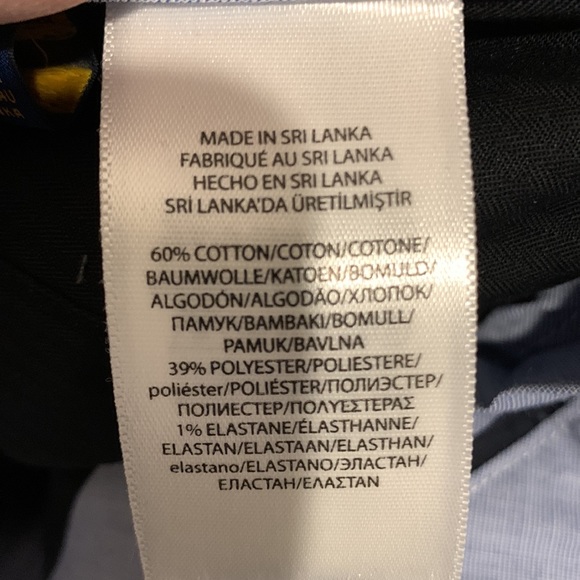 MADE IN SRI LANKA
FABRIQUÉ AU SRI LANKA
HECHO EN SRI LANKA
SRİ LANKA'DA ÜRETİLMİŞTİR
60% COTTON/COTON/COTONE/
BAUMWOLLE/KATOEN/BOMULD/
ALGODÓN/ALGODÃO/ХЛОПОК/
ПАМУК/BAMBAKI/BOMULL/
PAMUK/BAVLNA
39% POLYESTER/POLIESTERE/
poliéster/POLIÉSTER/ПОЛИЭСТЕР/
ПОЛИЕСТЕР/ΠΟΛΥΕΣΤΕΡΑΣ
1% ELASTANE/ÉLASTHANNE/
ELASTAN/ELASTAAN/ELASTHAN/
elastano/ELASTANO/ЭЛАСТАН/
ЕЛАСТАН/ΕΛΑΣΤΑΝ